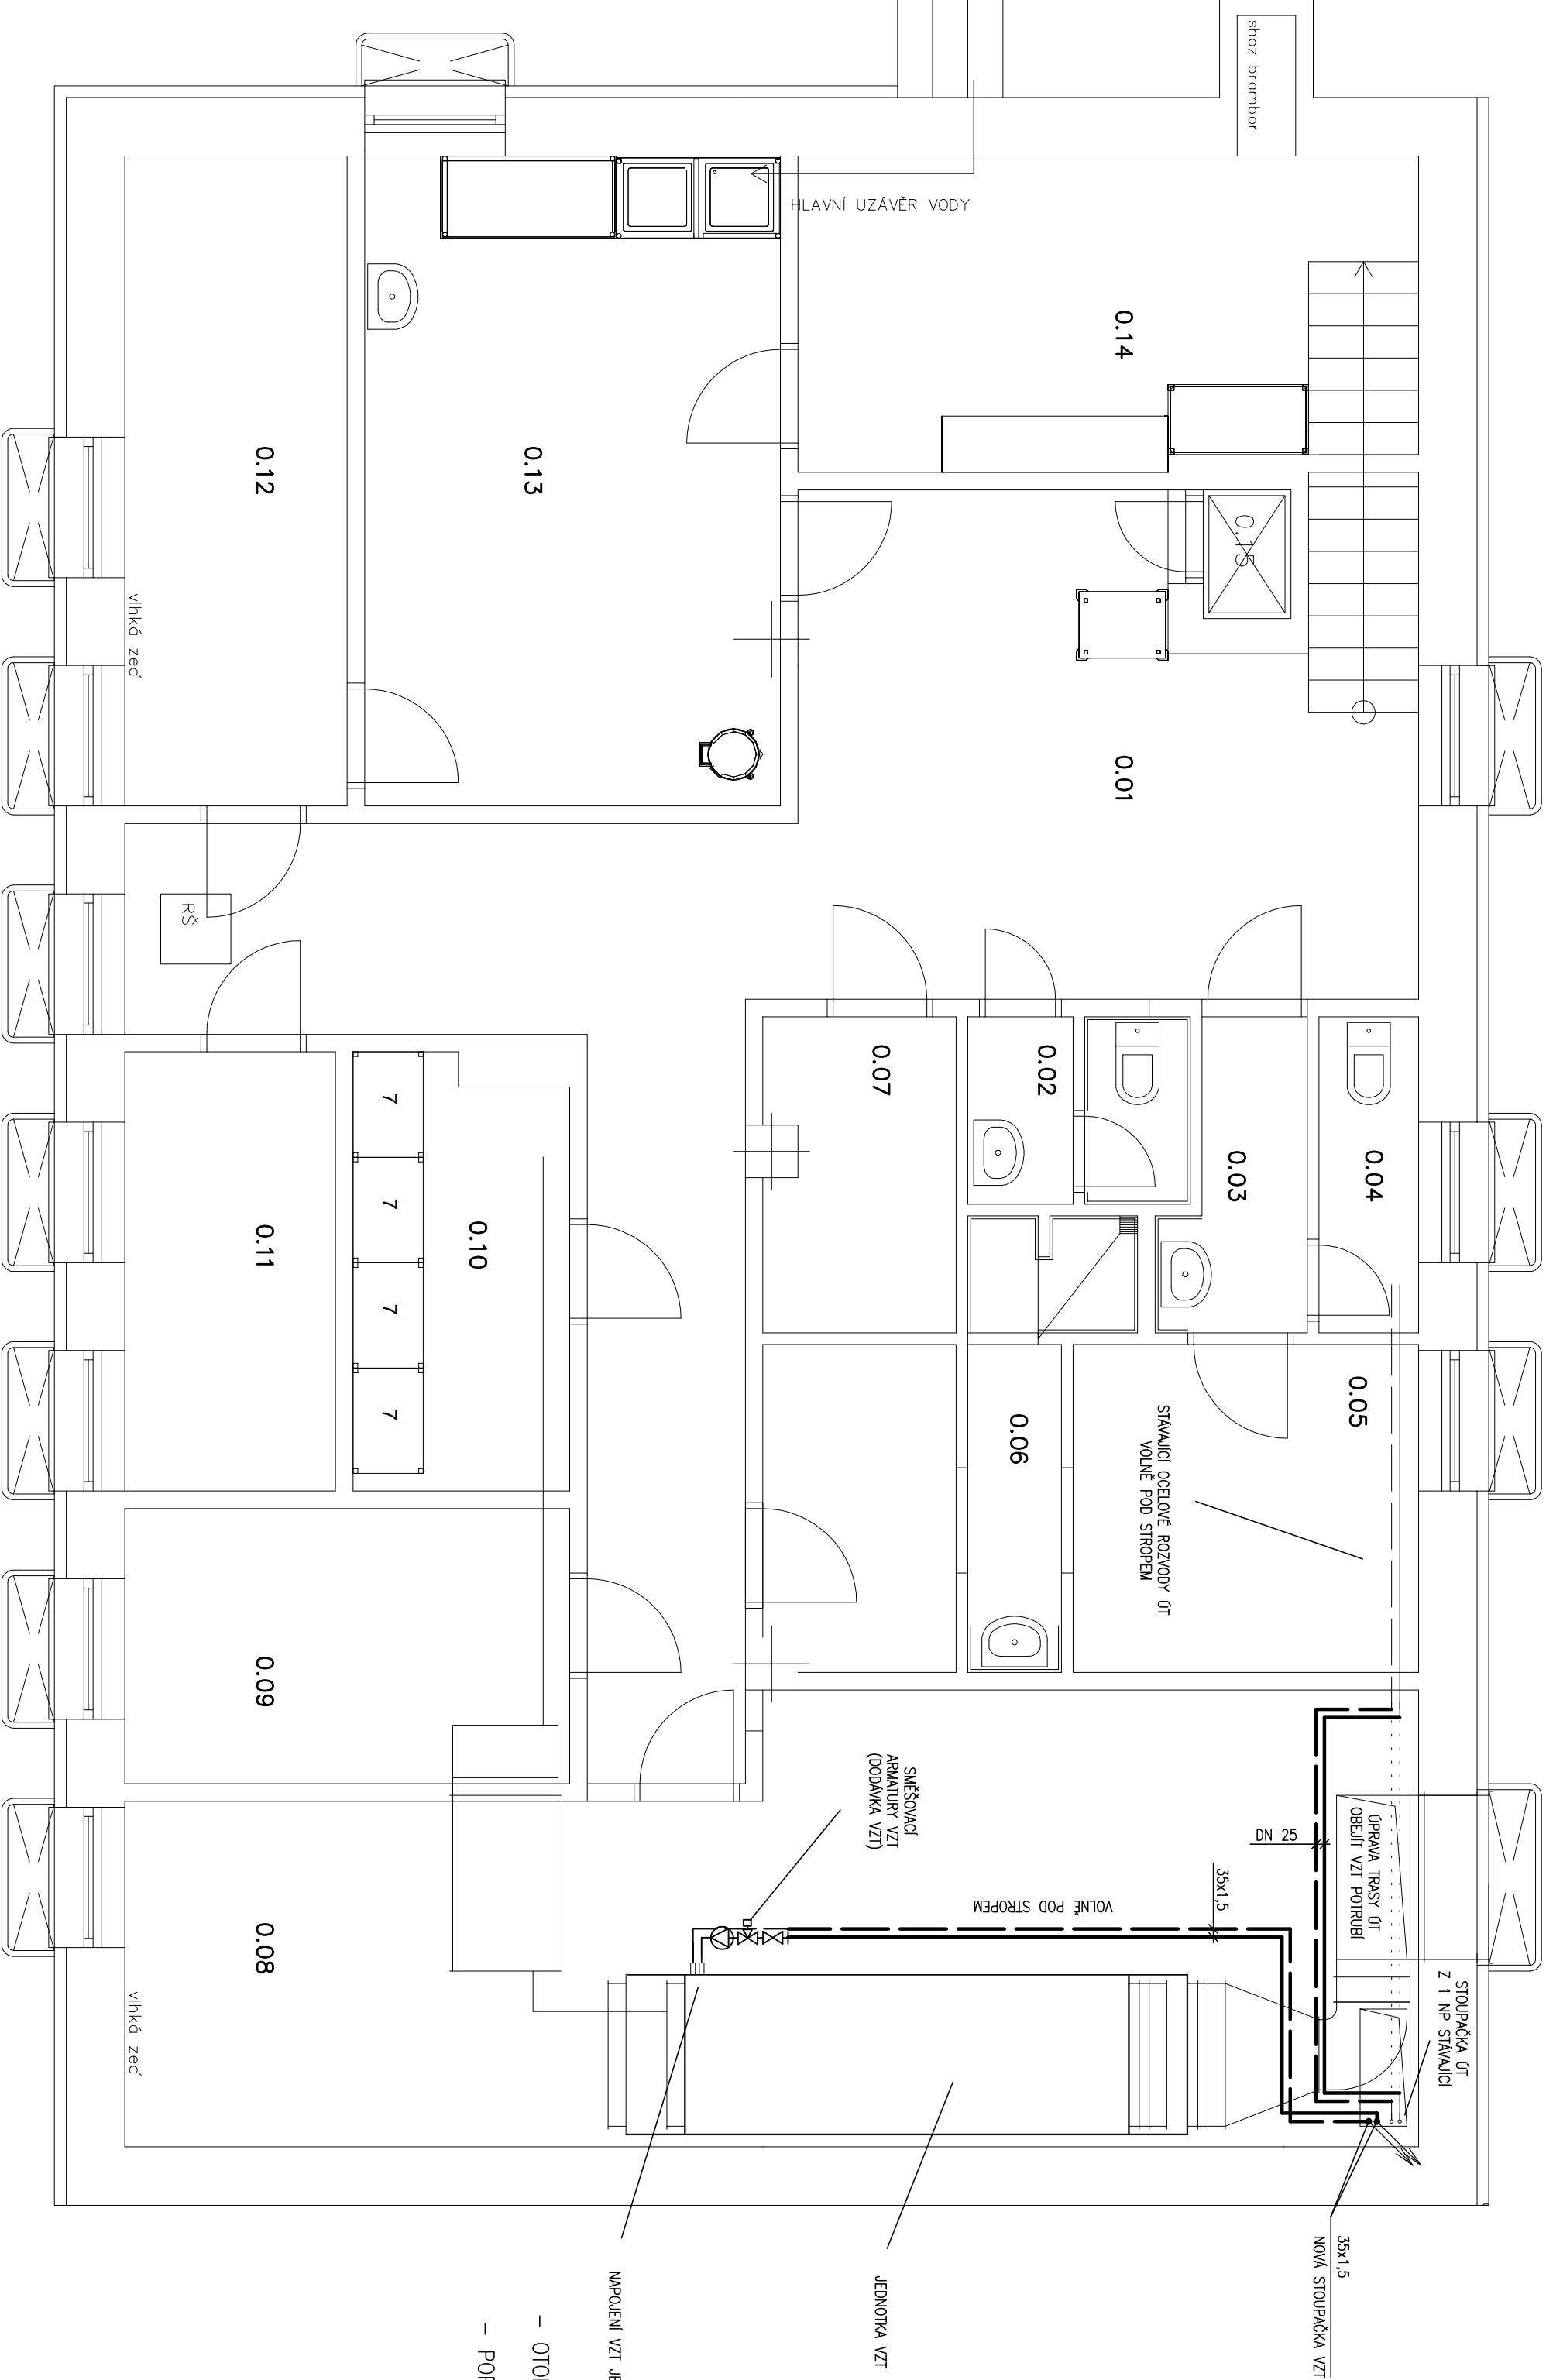 shoz brambor
HLAVNÍ UZÁVĚR VODY
0.14
0.15
0.13
0.12
vlhká zeď
0.01
RŠ
0.07
0.02
0.03
0.04
0.11
0.10
7
7
7
7
0.05
0.06
STÁVAJÍCÍ OCELOVÉ ROZVODY ÚT
VOLNĚ POD STROPEM
0.09
0.08
vlhká zeď
SMĚŠOVACÍ
ARMATURY VZT
(DODÁVKA VZT)
DN 25
35x1,5
VOLNĚ POD STROPEM
ÚPRAVA TRASY ÚT
OBEJÍT VZT POTRUBÍ
STOUPAČKA ÚT
Z 1 NP STÁVAJÍCÍ
35x1,5
NOVÁ STOUPAČKA VZT
JEDNOTKA VZT
NAPOJENÍ VZT
– OTO
– POP